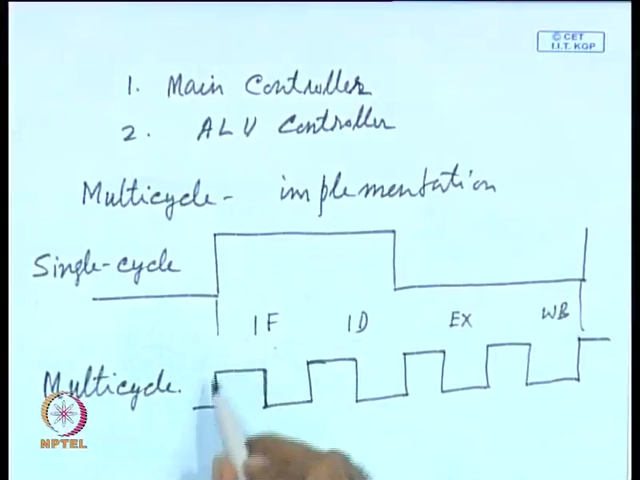 © CET
I.I.T. KGP
1. Main Controller
2. ALU Controller
Multicycle - implementation
Single-cycle
IF ID EX WB
Multicycle.
NPTEL